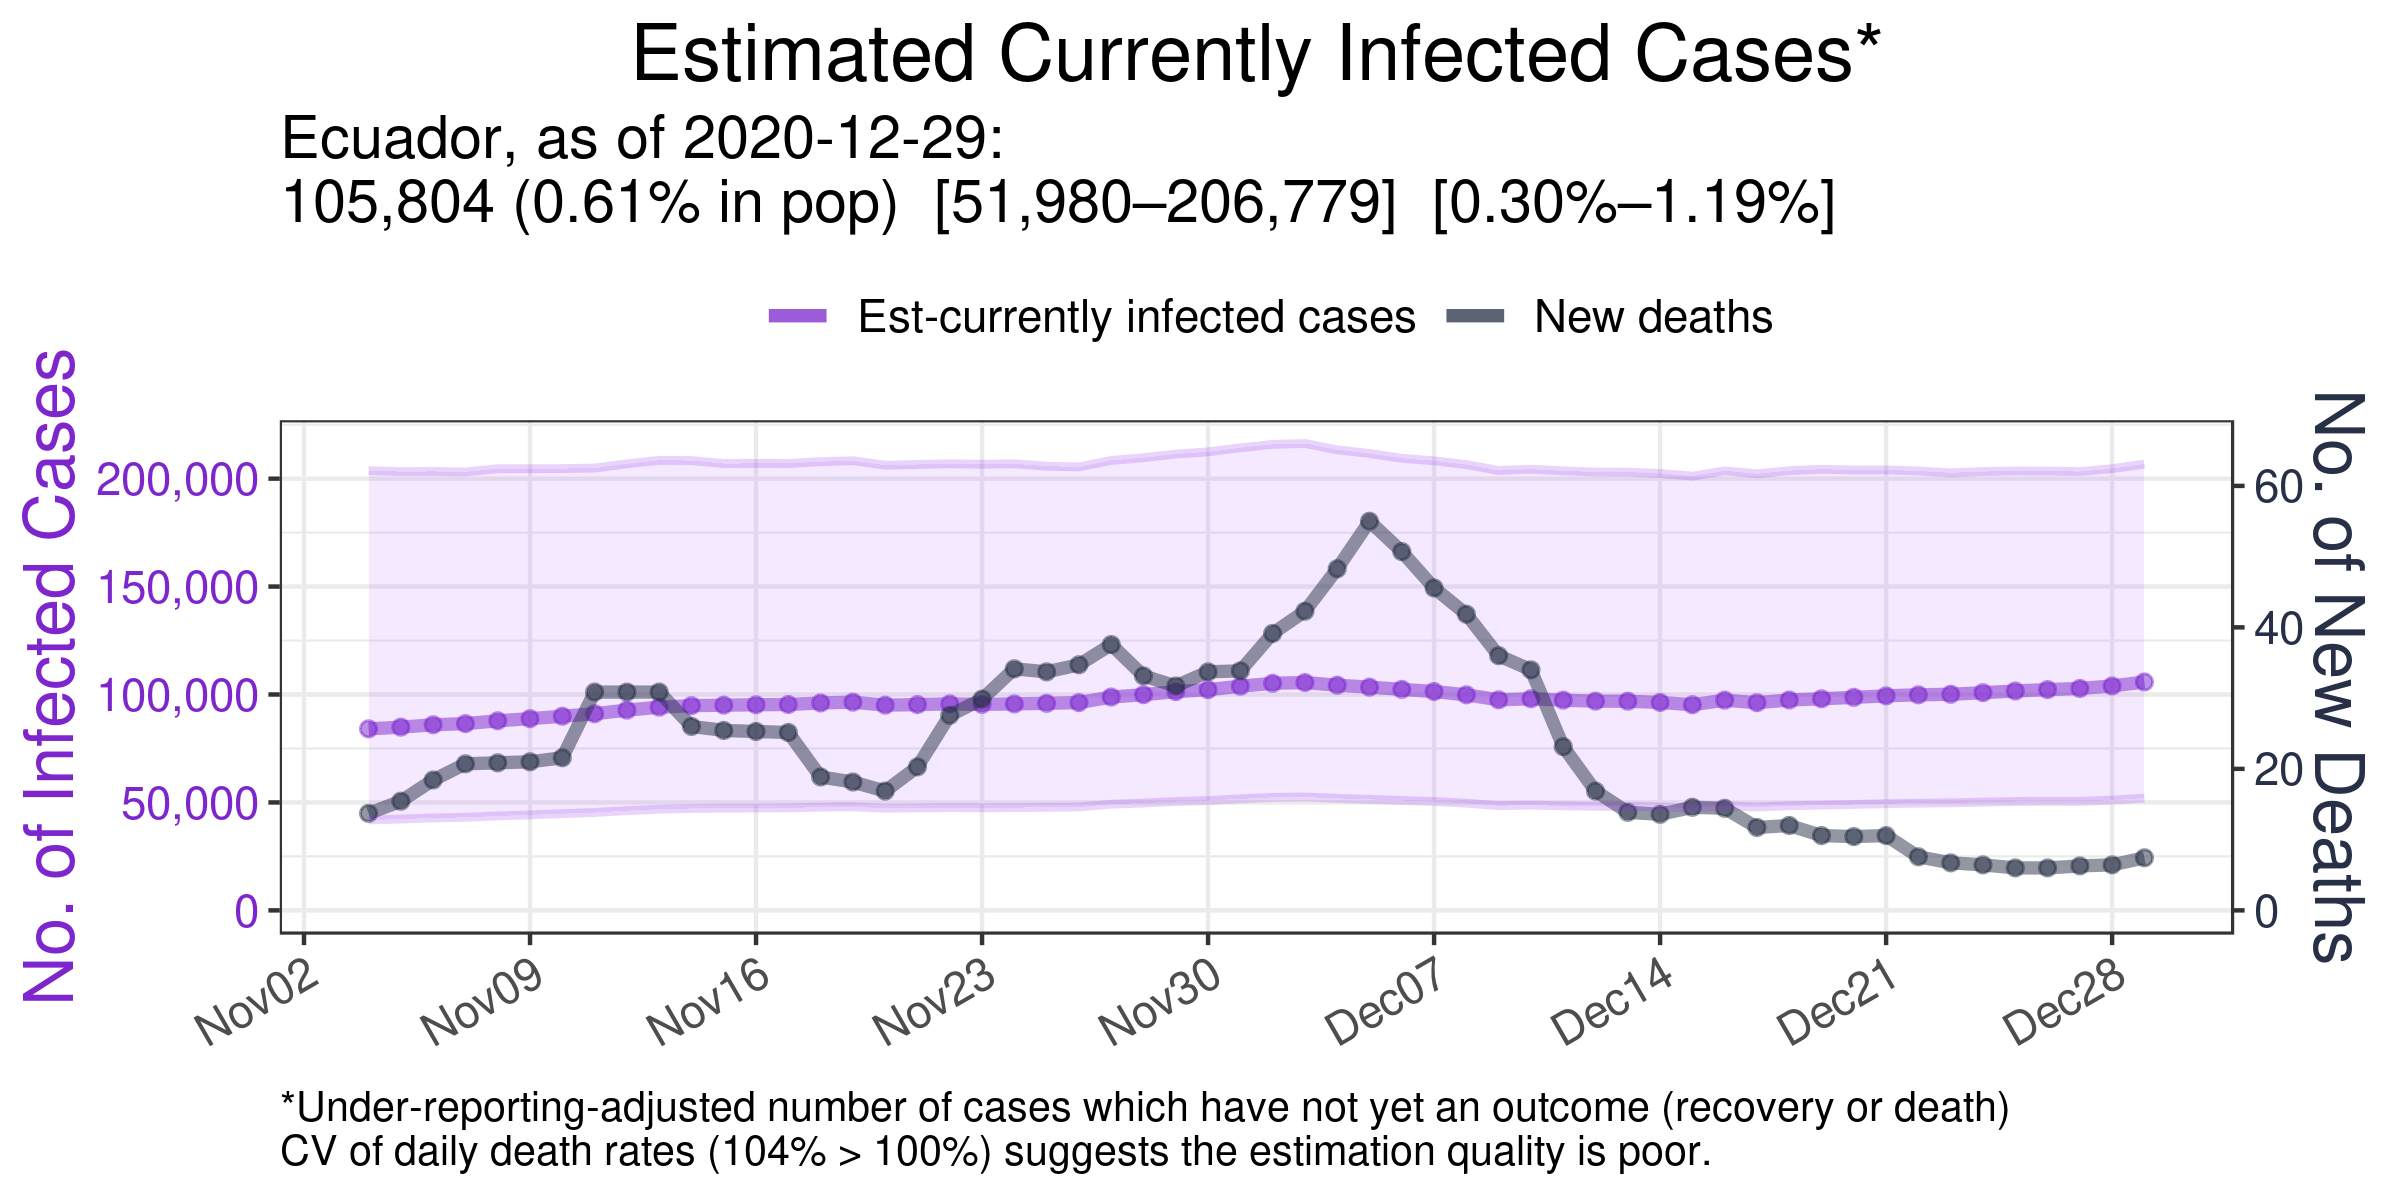 Estimated Currently Infected Cases*
Ecuador, as of 2020-12-29:
105,804 (0.61% in pop)  [51,980–206,779]  [0.30%–1.19%]
Est-currently infected cases
New deaths
No. of Infected Cases
200,000
150,000
100,000
50,000
0
60
40
20
0
No. of New Deaths
Nov02
Nov09
Nov16
Nov23
Nov30
Dec07
Dec14
Dec21
Dec28
*Under-reporting-adjusted number of cases which have not yet an outcome (recovery or death)
CV of daily death rates (104% > 100%) suggests the estimation quality is poor.